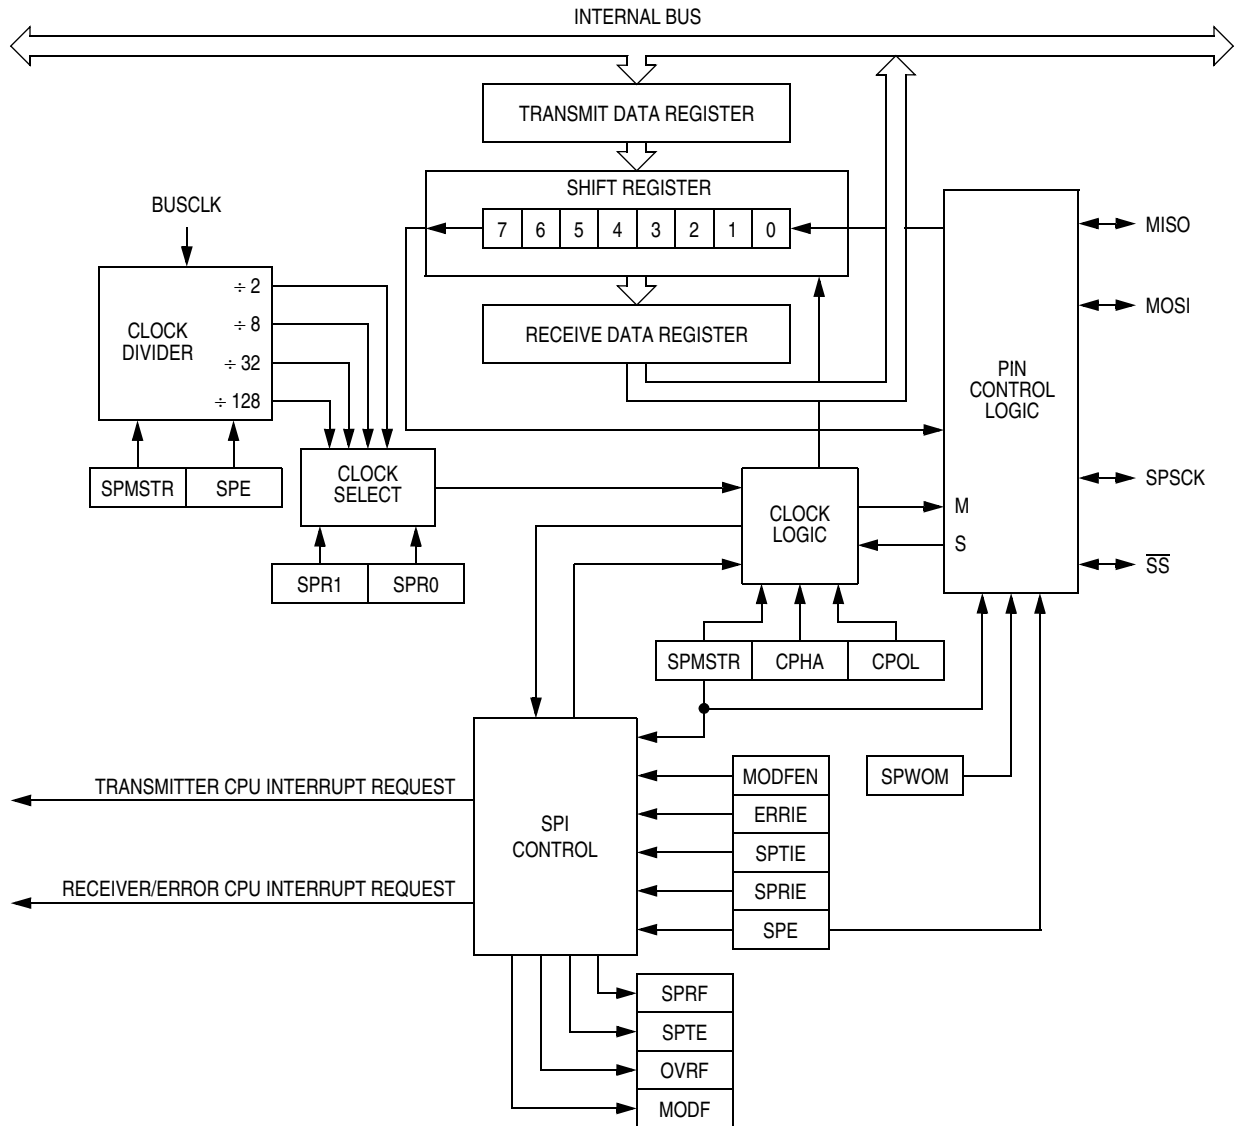 INTERNAL BUS
TRANSMIT DATA REGISTER
SHIFT REGISTER
7 6 5 4 3 2 1 0
RECEIVE DATA REGISTER
BUSCLK
CLOCK
DIVIDER
÷ 2
÷ 8
÷ 32
÷ 128
SPMSTR SPE
CLOCK
SELECT
SPR1 SPR0
CLOCK
LOGIC
PIN
CONTROL
LOGIC
M
S
MISO
MOSI
SPSCK
SS
SPMSTR CPHA CPOL
SPWOM
MODFEN
ERRIE
SPTIE
SPRIE
SPE
SPI
CONTROL
TRANSMITTER CPU INTERRUPT REQUEST
RECEIVER/ERROR CPU INTERRUPT REQUEST
SPRF
SPTE
OVRF
MODF